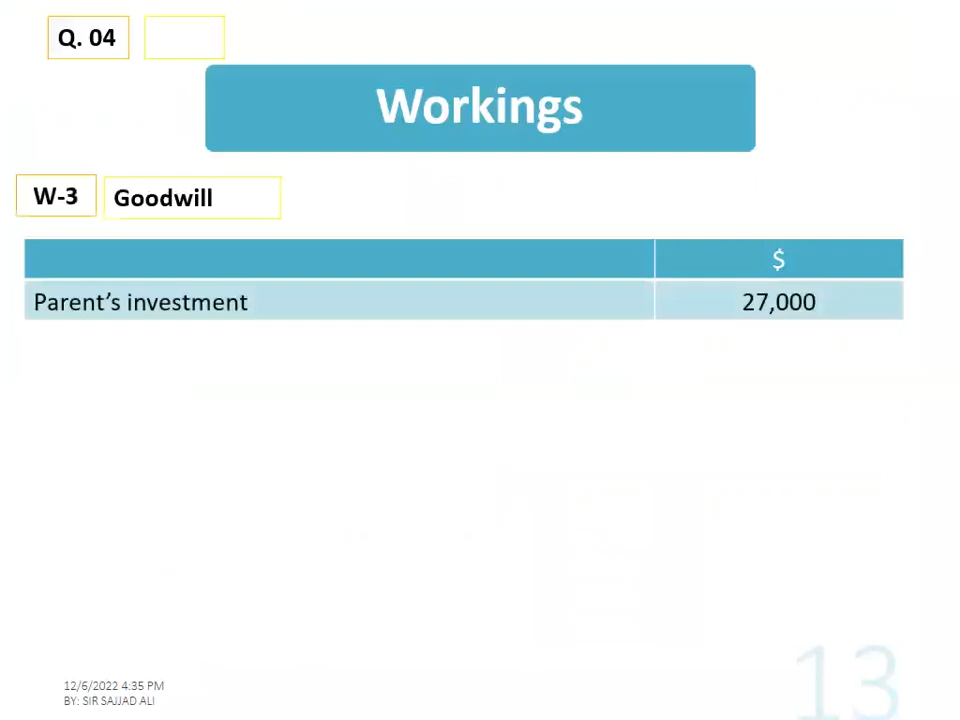 Q. 04
Workings
W-3 Goodwill
$
Parent’s investment 27,000
12/6/2022 4:35 PM
BY: SIR SAJJAD ALI
13